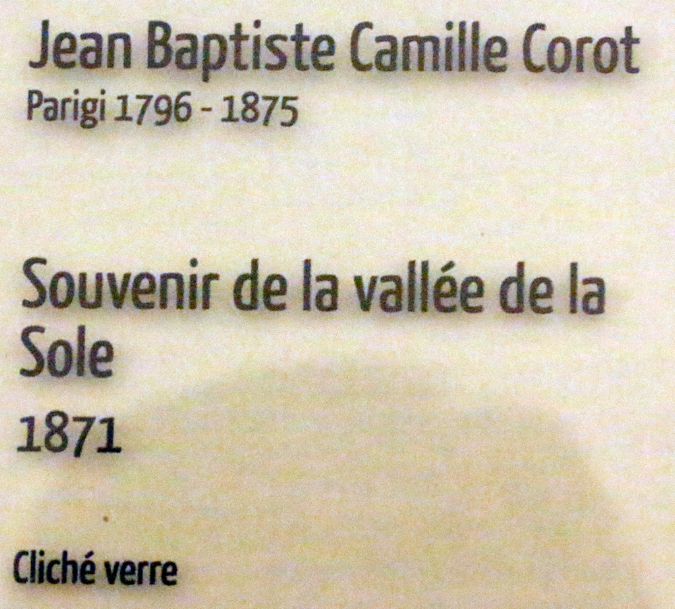 Jean Baptiste Camille Corot
Parigi 1796 - 1875
Souvenir de la vallée de la
Sole
1871
Cliché verre